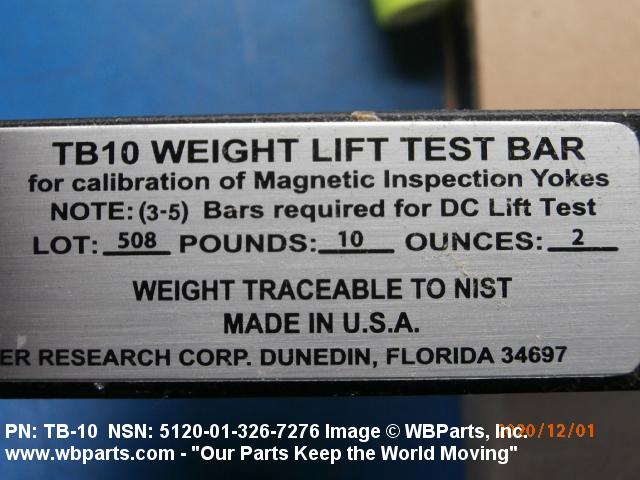 TB10 WEIGHT LIFT TEST BAR
for calibration of Magnetic Inspection Yokes
NOTE: (3-5) Bars required for DC Lift Test
LOT: 508 POUNDS: 10 OUNCES: 2
WEIGHT TRACEABLE TO NIST
MADE IN U.S.A.
ER RESEARCH CORP. DUNEDIN, FLORIDA 34697
PN: TB-10 NSN: 5120-01-326-7276 Image © WBParts, Inc. 2020/12/01
www.wbparts.com - "Our Parts Keep the World Moving"